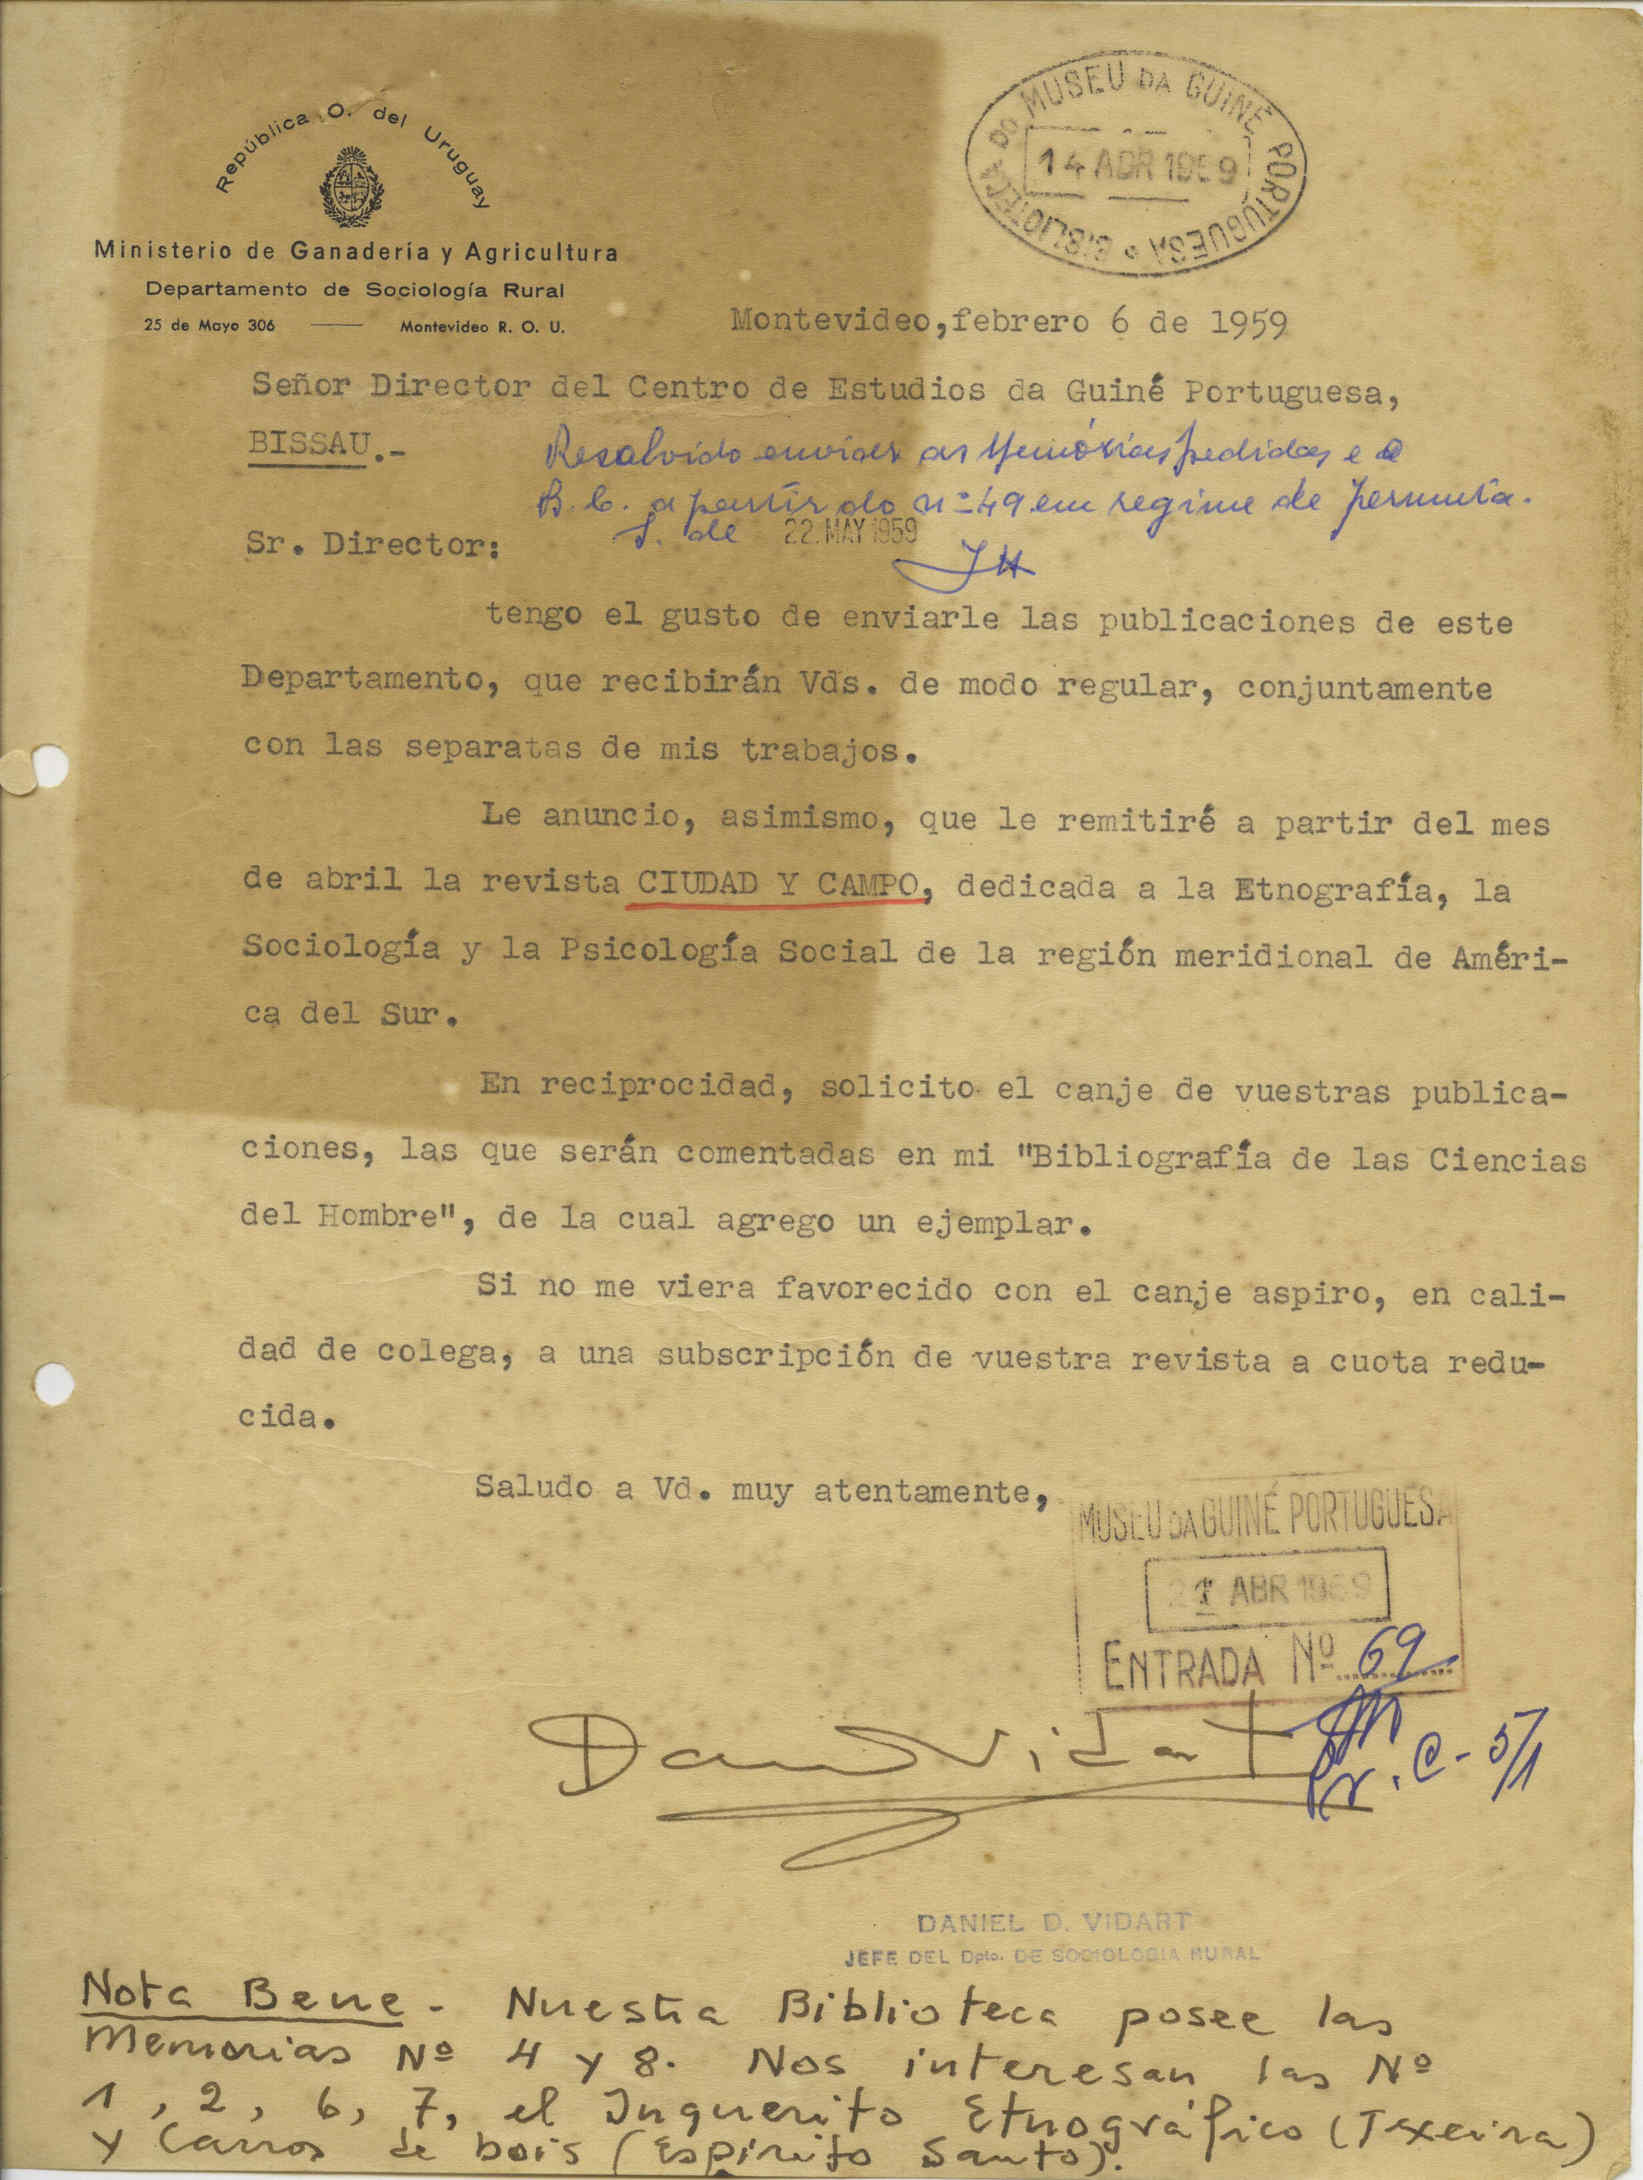 República O. del Uruguay
Ministerio de Ganadería y Agricultura
Departamento de Sociología Rural
25 de Mayo 306 —— Montevideo R. O. U.
BIBLIOTECA DO MUSEU DA GUINÉ PORTUGUESA
14 ABR 1959
Montevideo,febrero 6 de 1959
Señor Director del Centro de Estudios da Guiné Portuguesa,
BISSAU.-
Resolvido enviar as Memórias pedidas e o
B. C. a partir do nº 49 em regime de permuta.
22. MAY 1959
Sr. Director:
tengo el gusto de enviarle las publicaciones de este
Departamento, que recibirán Vds. de modo regular, conjuntamente
con las separatas de mis trabajos.
Le anuncio, asimismo, que le remitiré a partir del mes
de abril la revista CIUDAD Y CAMPO, dedicada a la Etnografía, la
Sociología y la Psicología Social de la región meridional de Améri-
ca del Sur.
En reciprocidad, solicito el canje de vuestras publica-
ciones, las que serán comentadas en mi "Bibliografía de las Ciencias
del Hombre", de la cual agrego un ejemplar.
Si no me viera favorecido con el canje aspiro, en cali-
dad de colega, a una subscripción de vuestra revista a cuota redu-
cida.
Saludo a Vd. muy atentamente,
MUSEU DA GUINÉ PORTUGUESA
ABR 1959
ENTRADA Nº 69
Dan Vidart
C - 5/1
DANIEL D. VIDART
JEFE DEL Dpto. DE SOCIOLOGIA RURAL
Nota Bene - Nuestra Biblioteca posee las
Memorias Nº 4 y 8. Nos interesan las Nº
1, 2, 6, 7, el Inquerito Etnográfico (Texeira)
y Carros de bois (Espirito Santo).